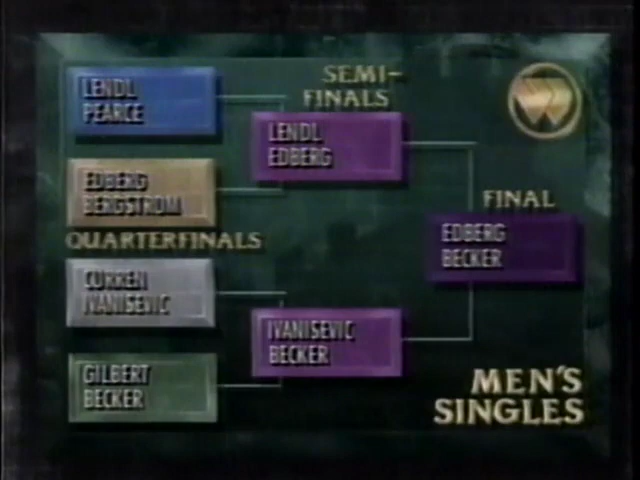 LENDL
PEARCE
SEMI-
FINALS
LENDL
EDBERG
EDBERG
BERGSTROM
QUARTERFINALS
FINAL
EDBERG
BECKER
CURREN
IVANISEVIC
IVANISEVIC
BECKER
GILBERT
BECKER
MEN'S
SINGLES